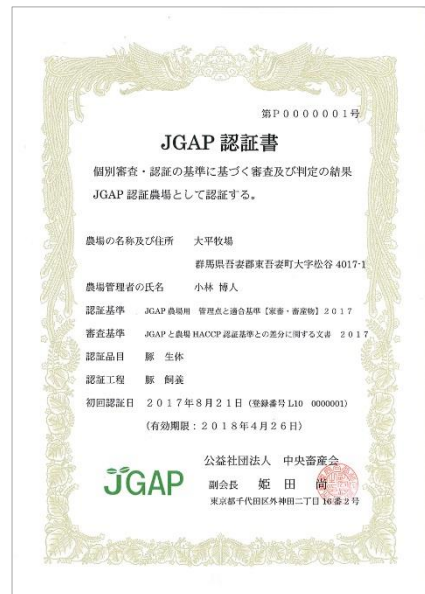 第P0000001号
JGAP 認証書
個別審査・認証の基準に基づく審査及び判定の結果
JGAP 認証農場として認証する。
農場の名称及び住所 大平牧場
群馬県吾妻郡東吾妻町大字松谷 4017-1
農場管理者の氏名 小林 博人
認証基準 JGAP 農場用 管理点と適合基準【家畜・畜産物】2017
審査基準 JGAP と農場 HACCP 認証基準との差分に関する文書 2017
認証品目 豚 生体
認証工程 豚 飼養
初回認証日 2017年8月21日 (登録番号 L10 0000001)
(有効期限:2018年4月26日)
公益社団法人 中央畜産会
JGAP
副会長 姫田 尚
東京都千代田区外神田二丁目16番2号